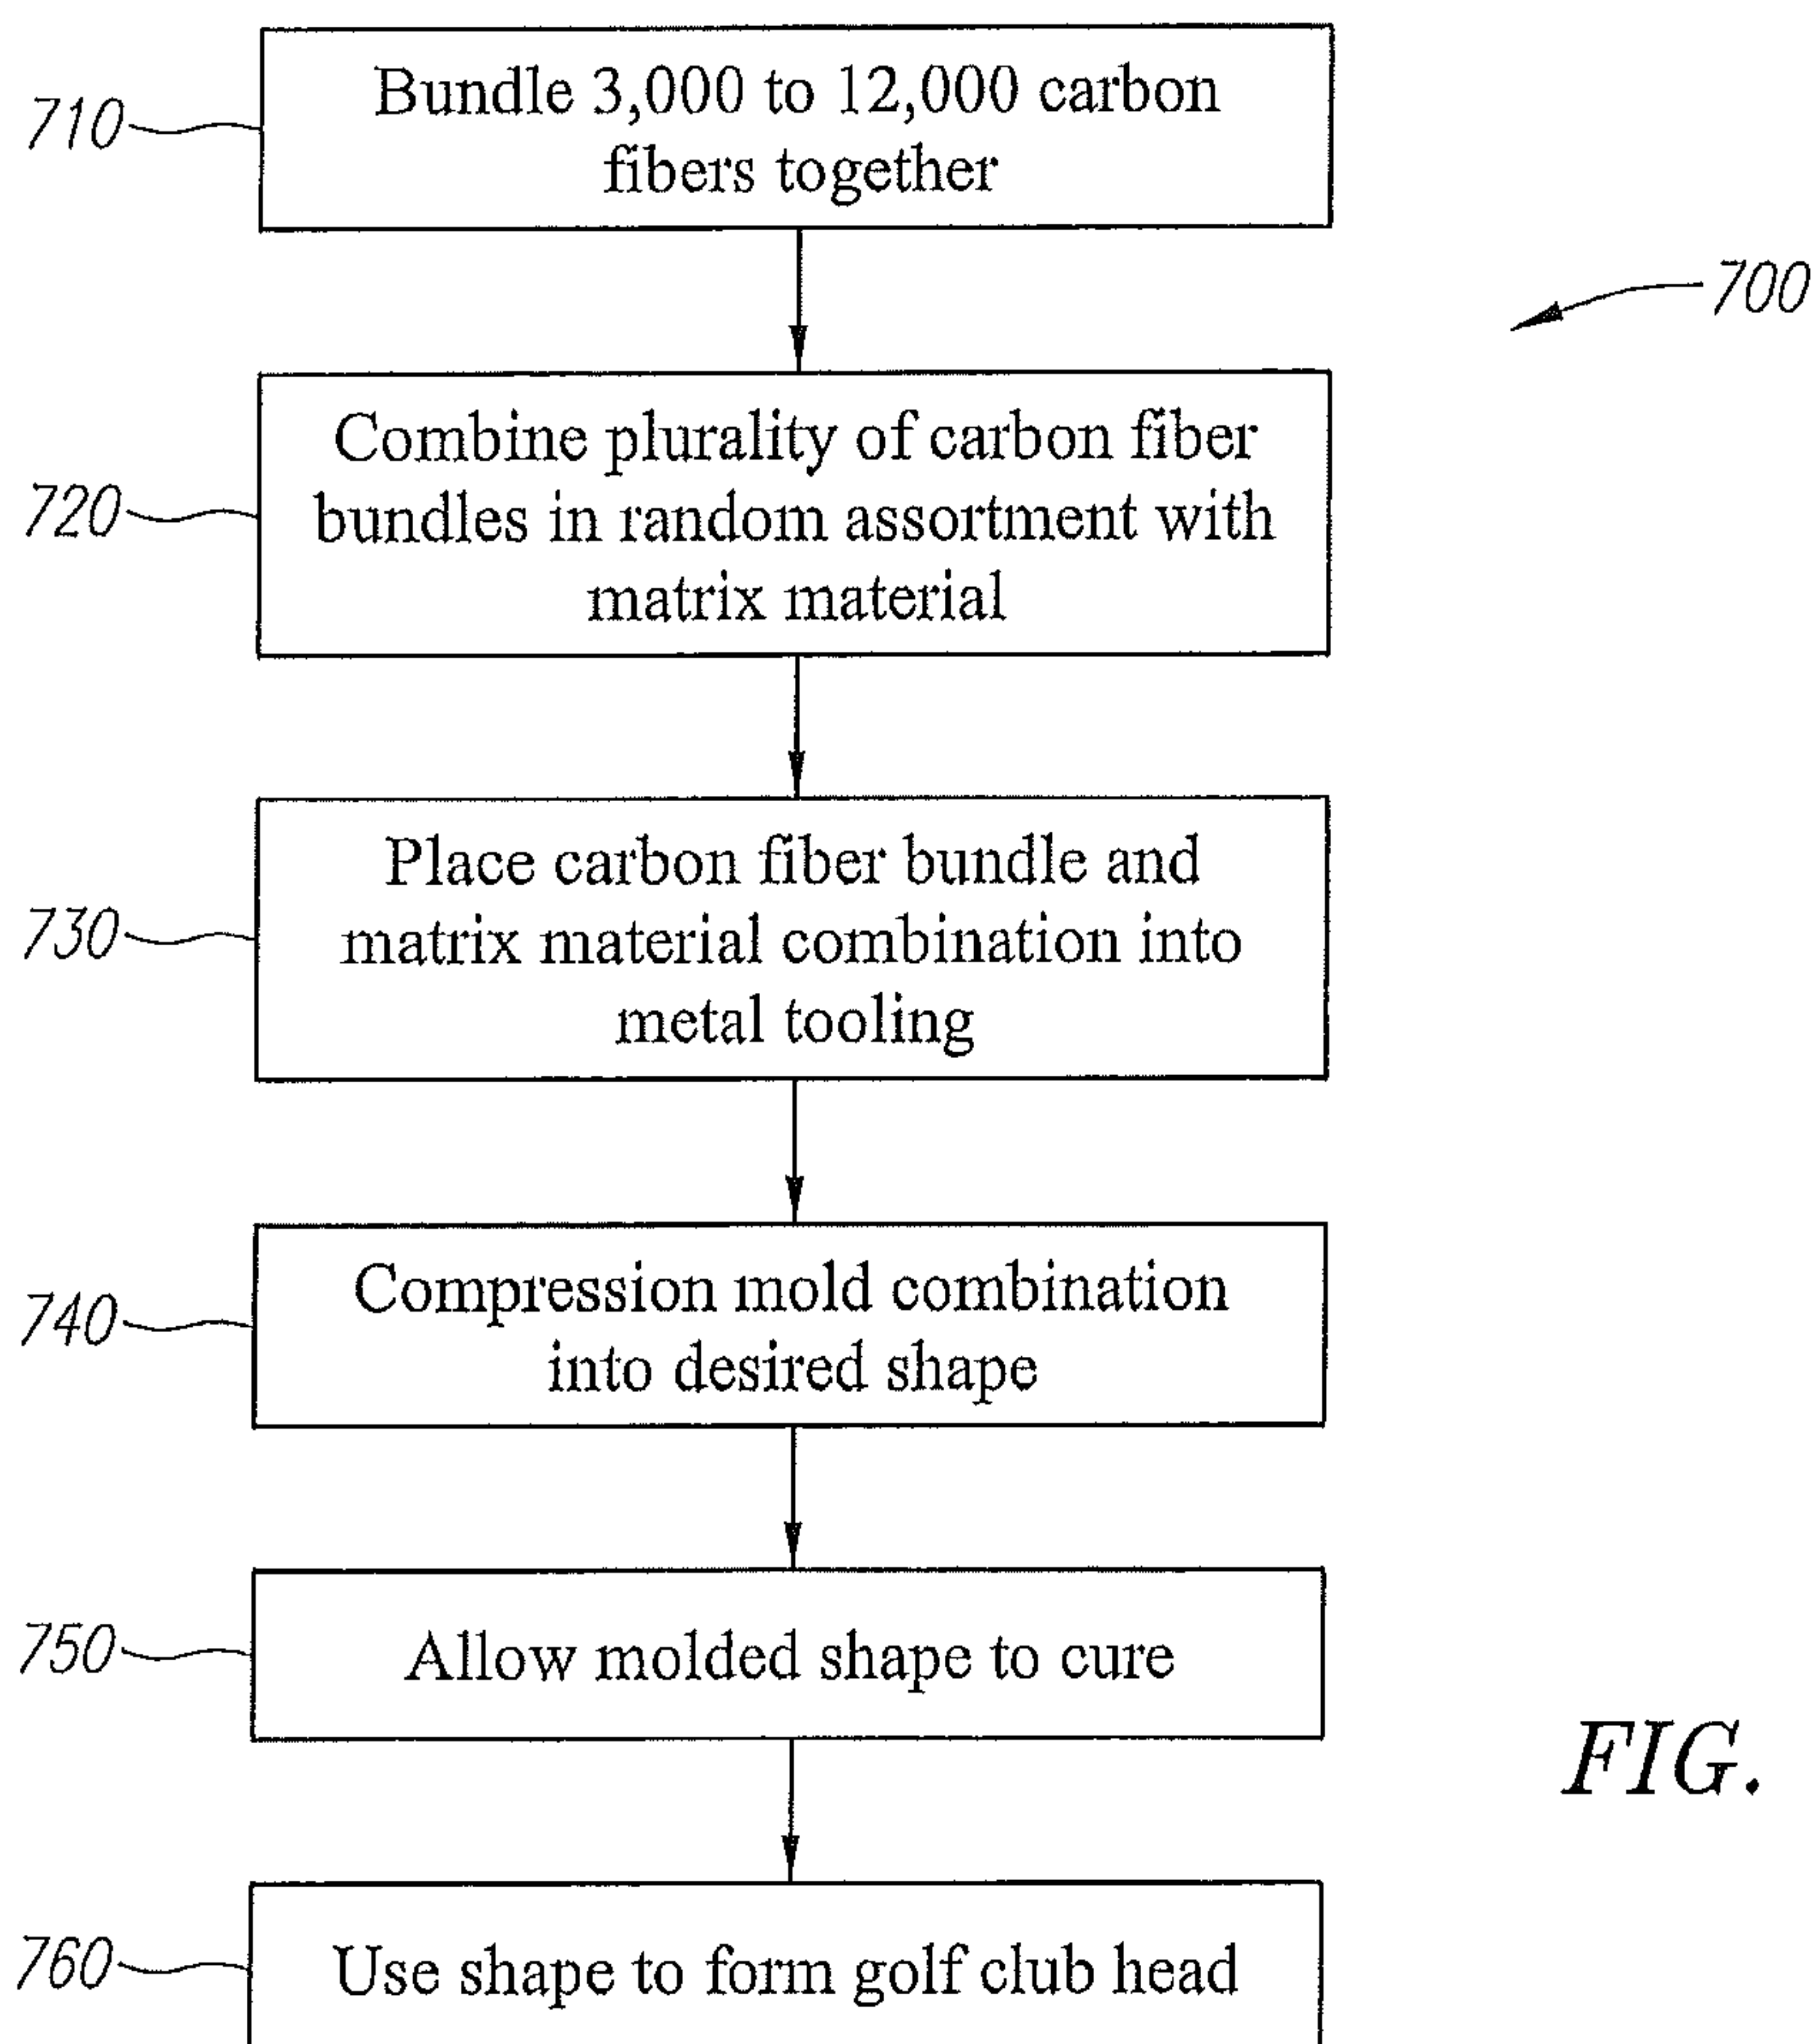 710
Bundle 3,000 to 12,000 carbon
fibers together
700
720
Combine plurality of carbon fiber
bundles in random assortment with
matrix material
730
Place carbon fiber bundle and
matrix material combination into
metal tooling
740
Compression mold combination
into desired shape
750
Allow molded shape to cure
FIG.
760
Use shape to form golf club head